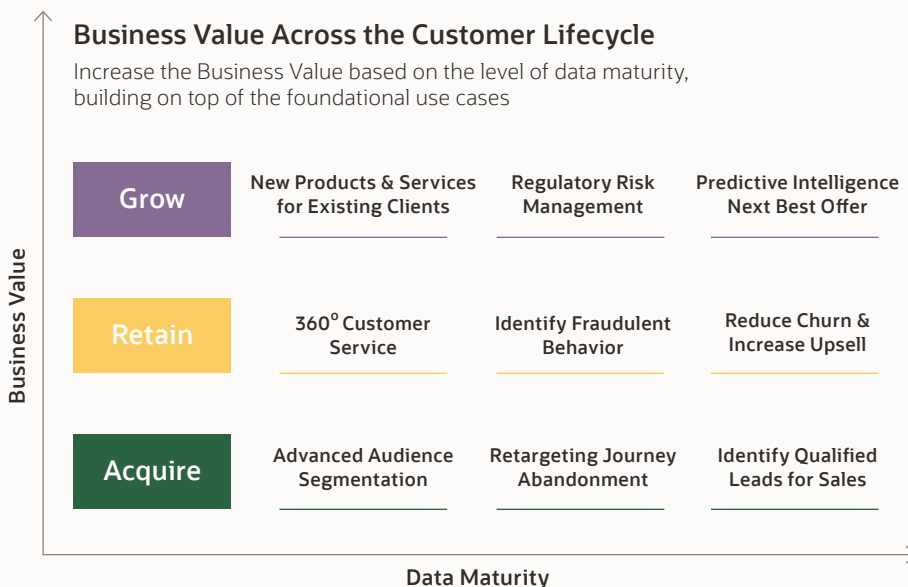 Business Value Across the Customer Lifecycle
Increase the Business Value based on the level of data maturity,
building on top of the foundational use cases
Business Value
Grow
New Products & Services
for Existing Clients
Regulatory Risk
Management
Predictive Intelligence
Next Best Offer
Retain
360° Customer
Service
Identify Fraudulent
Behavior
Reduce Churn &
Increase Upsell
Acquire
Advanced Audience
Segmentation
Retargeting Journey
Abandonment
Identify Qualified
Leads for Sales
Data Maturity